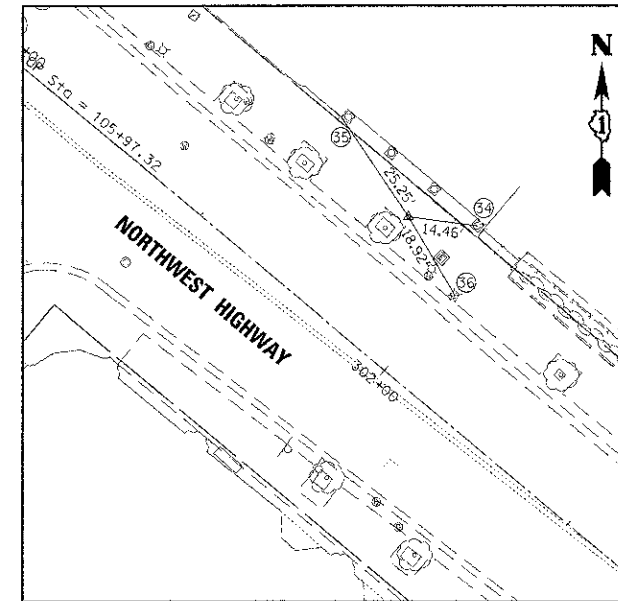 N
1
35
34
25.25'
14.46'
18.92'
36
Sta = 105+97.32
NORTHWEST HIGHWAY
302+00